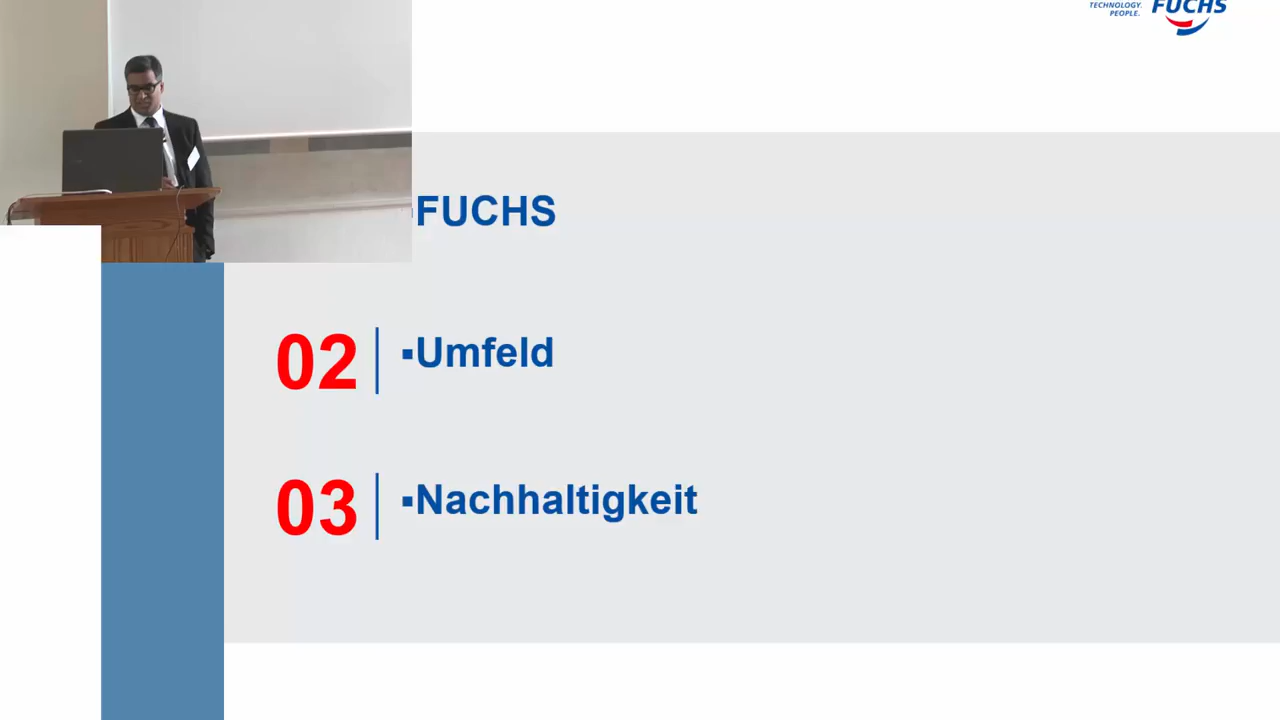 TECHNOLOGY.
PEOPLE.
FUCHS
▪FUCHS
02
▪Umfeld
03
▪Nachhaltigkeit